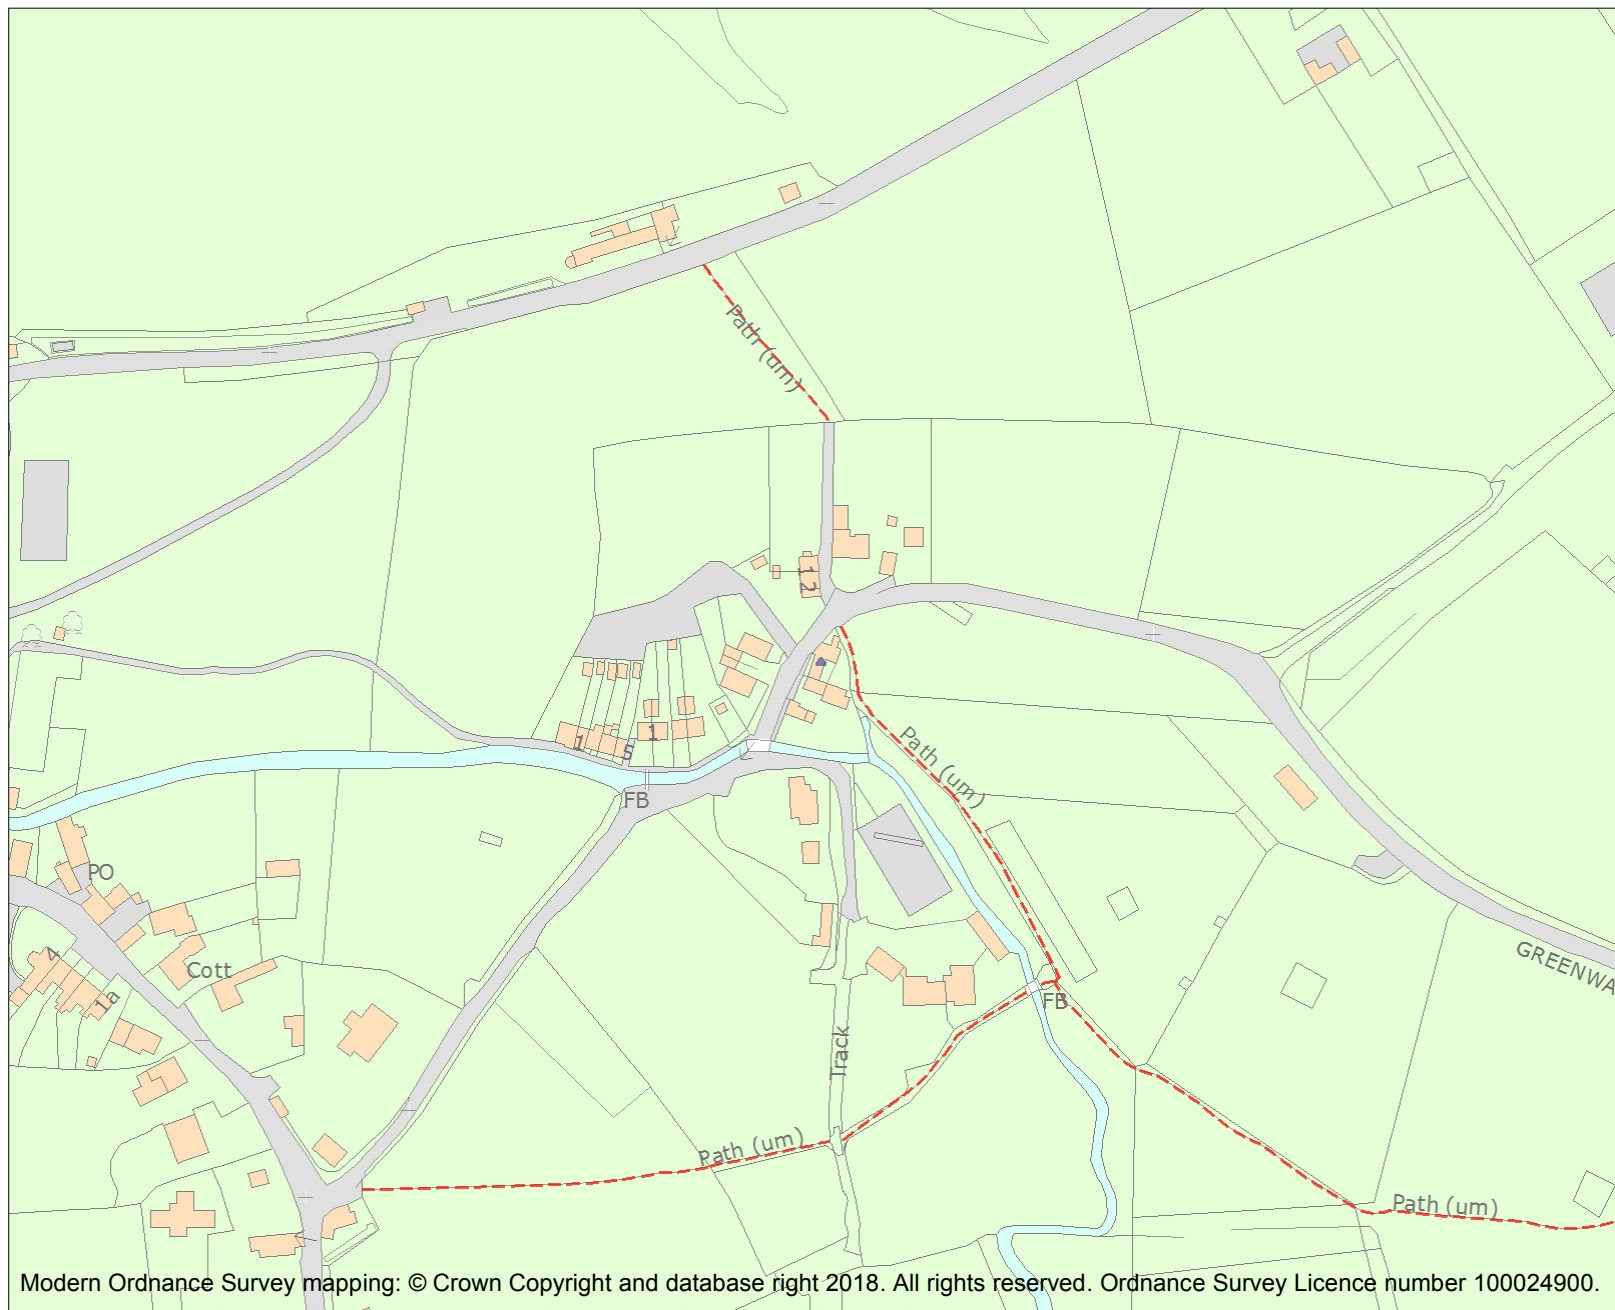 Path (um)
12
1
5
1
FB
Path (um)
PO
4
Cott
1a
GREENWA
FB
Track
Path (um)
Path (um)
Modern Ordnance Survey mapping: © Crown Copyright and database right 2018. All rights reserved. Ordnance Survey Licence number 100024900.